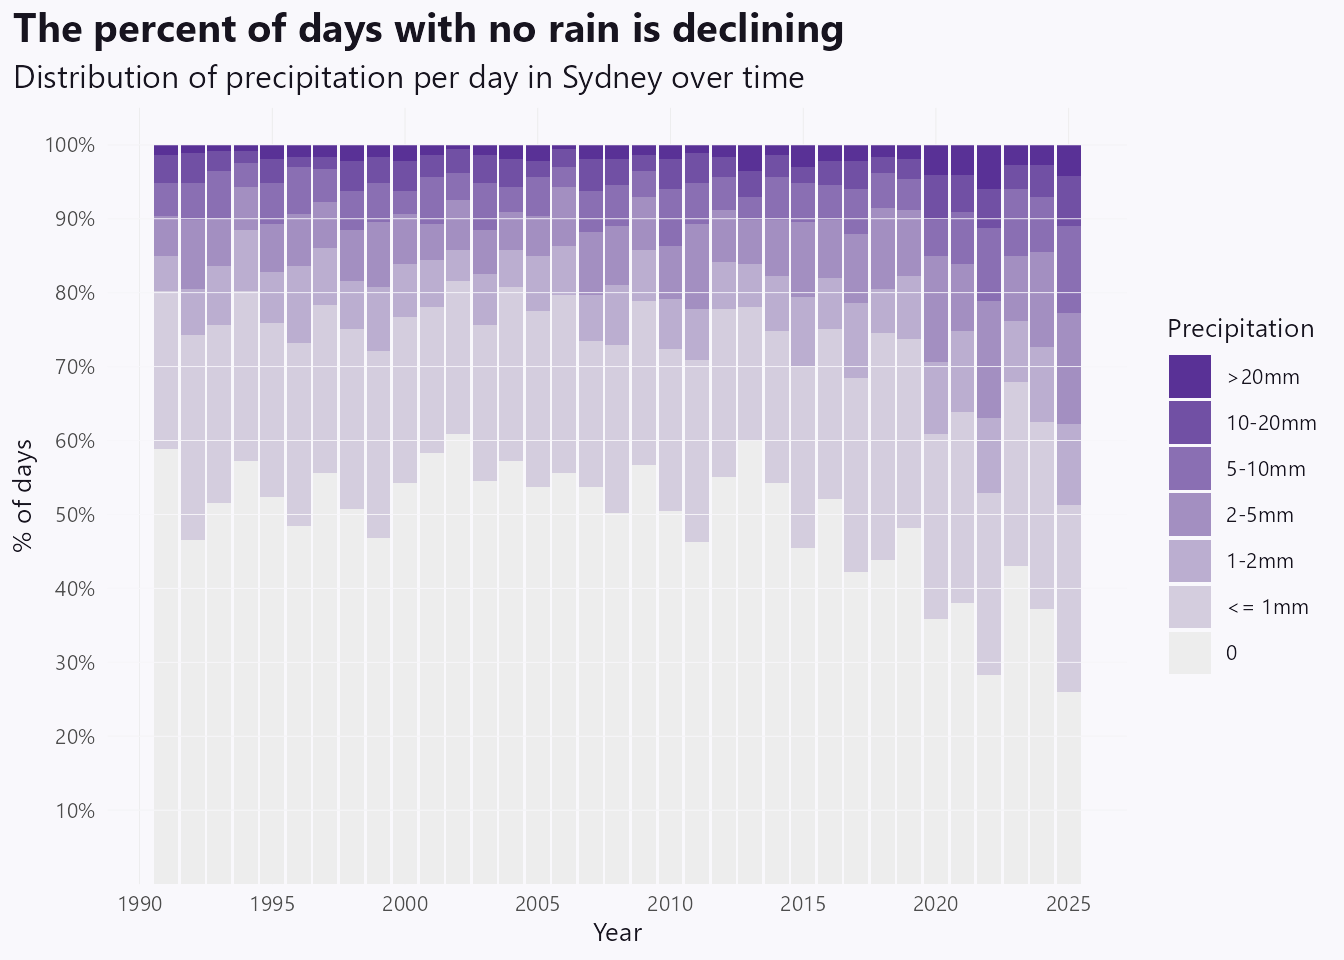 The percent of days with no rain is declining
Distribution of precipitation per day in Sydney over time
100%
90%
80%
70%
60%
50%
40%
30%
20%
10%
% of days
1990 1995 2000 2005 2010 2015 2020 2025
Year
Precipitation
>20mm
10-20mm
5-10mm
2-5mm
1-2mm
<= 1mm
0